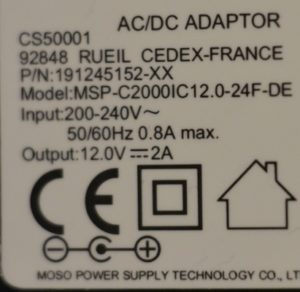 AC/DC ADAPTOR
CS50001
92848 RUEIL CEDEX-FRANCE
P/N:191245152-XX
Model:MSP-C2000IC12.0-24F-DE
Input:200-240V~
50/60Hz 0.8A max.
Output:12.0V⎓2A
CE
MOSO POWER SUPPLY TECHNOLOGY CO., LT